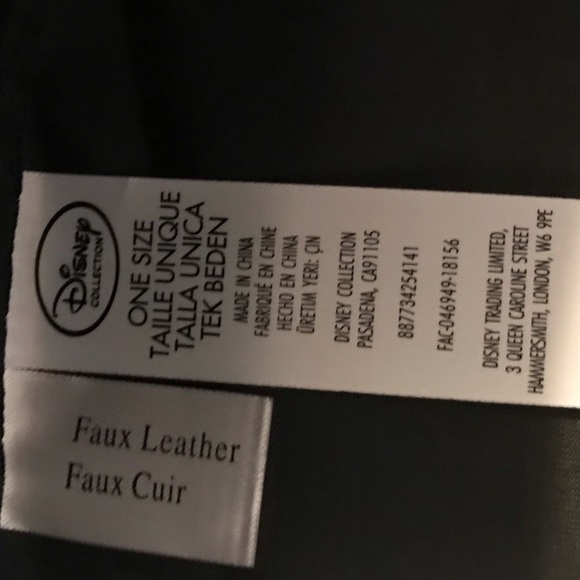 Disney
COLLECTION
ONE SIZE
TAILLE UNIQUE
TALLA UNICA
TEK BEDEN
MADE IN CHINA
FABRIQUÉ EN CHINE
HECHO EN CHINA
ÜRETIM YERI: ÇIN
DISNEY COLLECTION
PASADENA, CA91105
887734254141
FAC-046949-18156
DISNEY TRADING LIMITED,
3 QUEEN CAROLINE STREET
HAMMERSMITH, LONDON, W6 9PE
Faux Leather
Faux Cuir